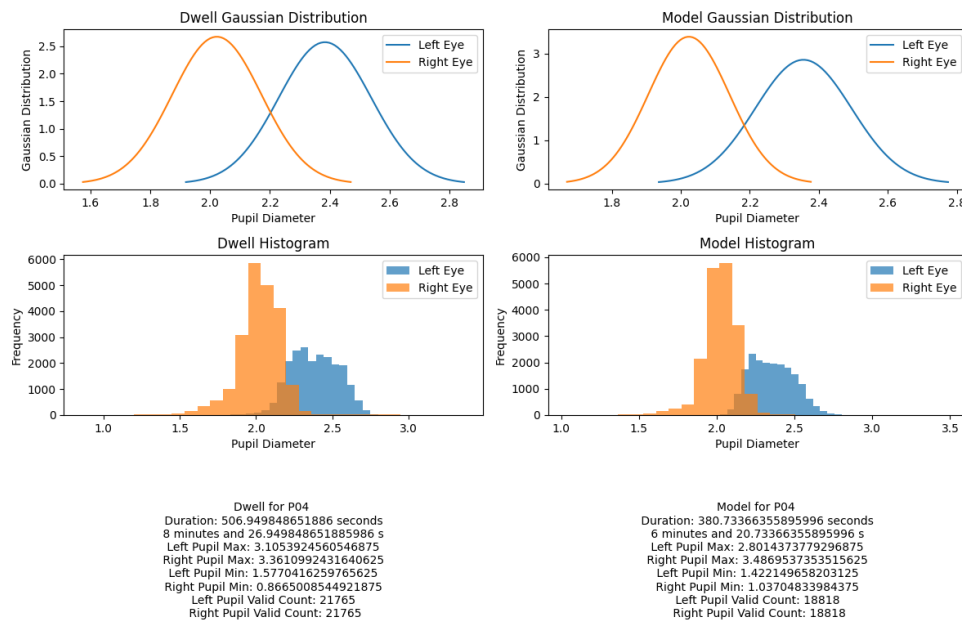 Dwell Gaussian Distribution
Gaussian Distribution
2.5
2.0
1.5
1.0
0.5
0.0
Left Eye
Right Eye
1.6 1.8 2.0 2.2 2.4 2.6 2.8
Pupil Diameter
Model Gaussian Distribution
Gaussian Distribution
3
2
1
0
Left Eye
Right Eye
1.8 2.0 2.2 2.4 2.6 2.8
Pupil Diameter
Dwell Histogram
Frequency
6000
5000
4000
3000
2000
1000
0
Left Eye
Right Eye
1.0 1.5 2.0 2.5 3.0
Pupil Diameter
Model Histogram
Frequency
6000
5000
4000
3000
2000
1000
0
Left Eye
Right Eye
1.0 1.5 2.0 2.5 3.0 3.5
Pupil Diameter
Dwell for P04
Duration: 506.949848651886 seconds
8 minutes and 26.949848651885986 s
Left Pupil Max: 3.1053924560546875
Right Pupil Max: 3.3610992431640625
Left Pupil Min: 1.5770416259765625
Right Pupil Min: 0.8665008544921875
Left Pupil Valid Count: 21765
Right Pupil Valid Count: 21765
Model for P04
Duration: 380.73366355895996 seconds
6 minutes and 20.73366355895996 s
Left Pupil Max: 2.8014373779296875
Right Pupil Max: 3.4869537353515625
Left Pupil Min: 1.422149658203125
Right Pupil Min: 1.03704833984375
Left Pupil Valid Count: 18818
Right Pupil Valid Count: 18818